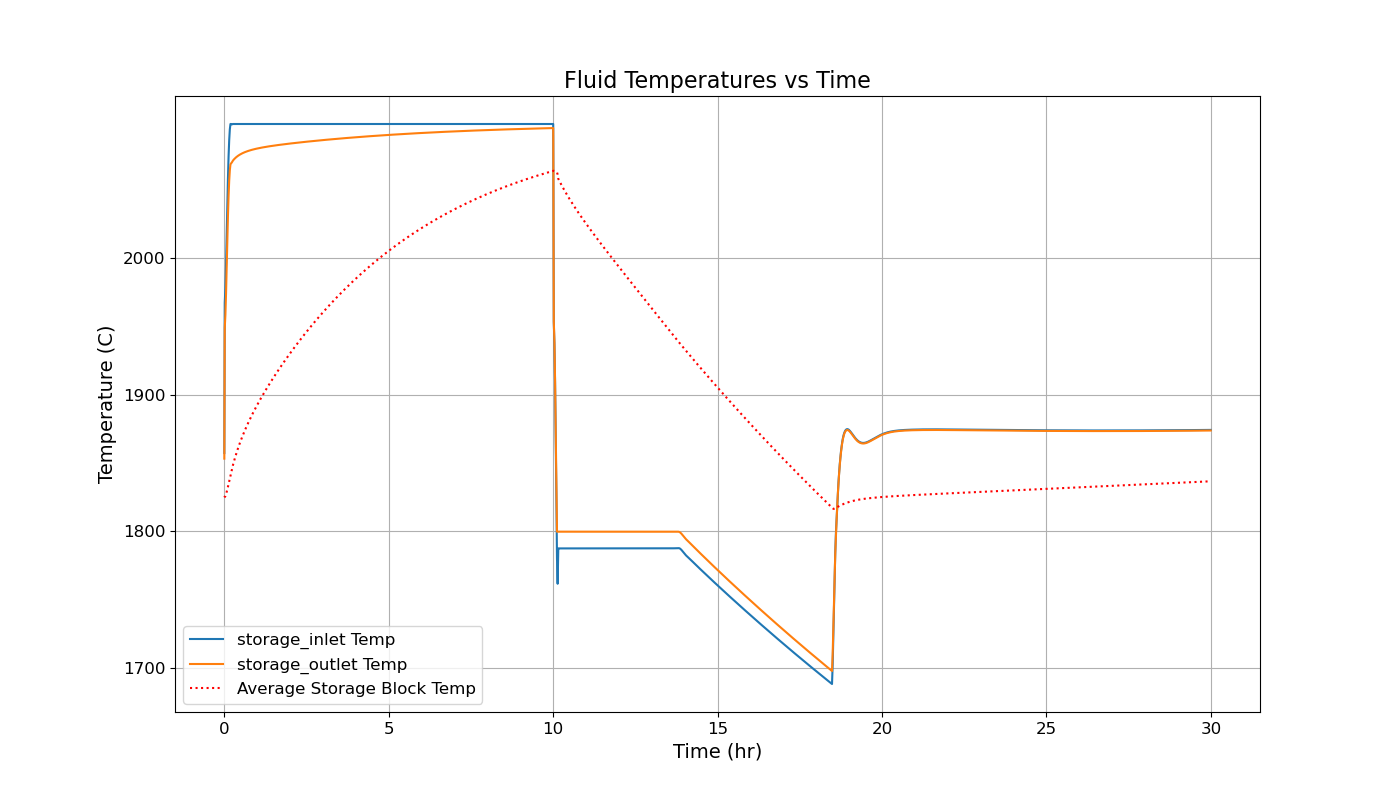 Fluid Temperatures vs Time
Temperature (C)
2000
1900
1800
1700
storage_inlet Temp
storage_outlet Temp
Average Storage Block Temp
0 5 10 15 20 25 30
Time (hr)